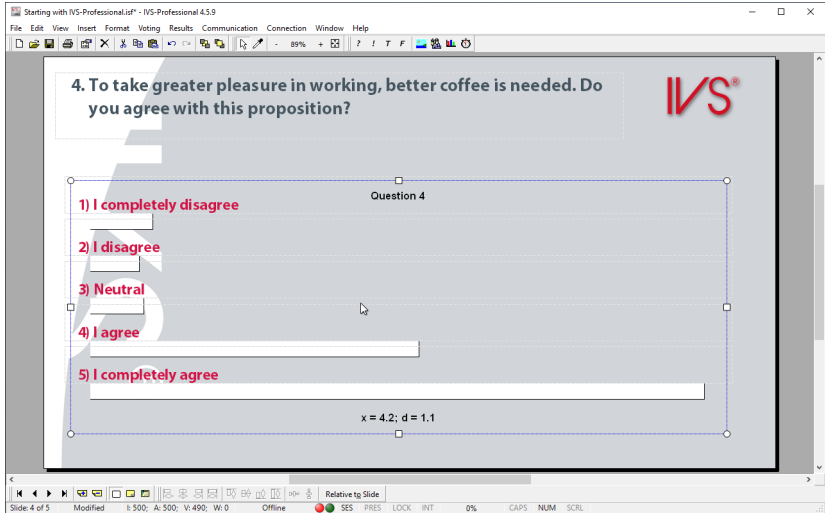 Starting with IVS-Professional.isf* - IVS-Professional 4.5.9
File Edit View Insert Format Voting Results Communication Connection Window Help
- 89% + ? ! T F
4. To take greater pleasure in working, better coffee is needed. Do
you agree with this proposition?
IVS®
Question 4
1) I completely disagree
2) I disagree
3) Neutral
4) I agree
5) I completely agree
x = 4.2; d = 1.1
Relative to Slide
Slide: 4 of 5 Modified I: 500; A: 500; V: 490; W: 0 Offline SES PRES LOCK INT 0% CAPS NUM SCRL